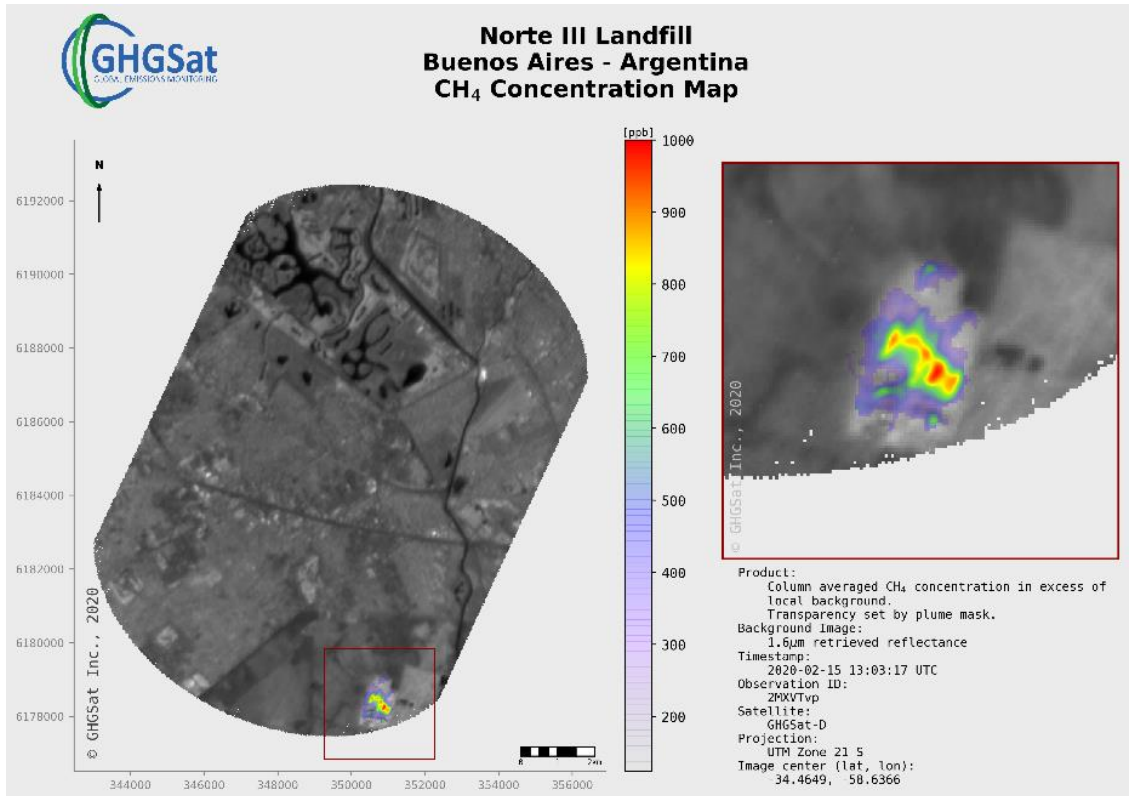 GHGSat
GLOBAL EMISSIONS MONITORING
Norte III Landfill
Buenos Aires - Argentina
CH₄ Concentration Map
N
6192000
6190000
6188000
6186000
6184000
6182000
6180000
6178000
344000
346000
348000
350000
352000
354000
356000
© GHGSat Inc., 2020
0 1 2km
[ppb]
1000
900
800
700
600
500
400
300
200
© GHGSat Inc., 2020
Product:
Column averaged CH₄ concentration in excess of
local background.
Transparency set by plume mask.
Background Image:
1.6μm retrieved reflectance
Timestamp:
2020-02-15 13:03:17 UTC
Observation ID:
2MXVTvp
Satellite:
GHGSat-D
Projection:
UTM Zone 21 S
Image center (lat, lon):
-34.4649, -58.6366